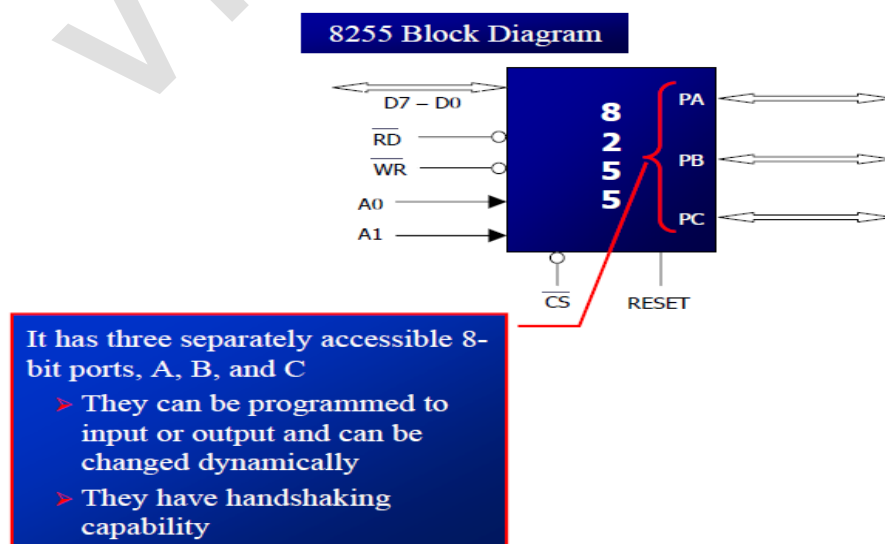 8255 Block Diagram
D7 – D0
RD
WR
A0
A1
8
2
5
5
PA
PB
PC
CS
RESET
It has three separately accessible 8-
bit ports, A, B, and C
They can be programmed to
input or output and can be
changed dynamically
They have handshaking
capability